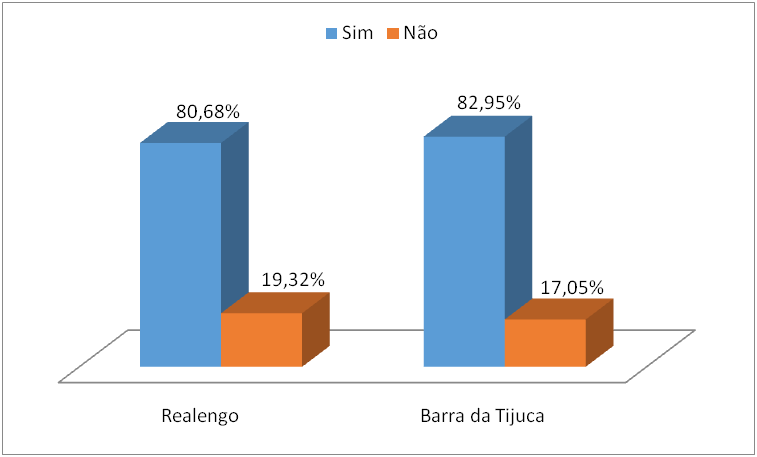 Sim Não
80,68% 82,95%
19,32% 17,05%
Realengo Barra da Tijuca